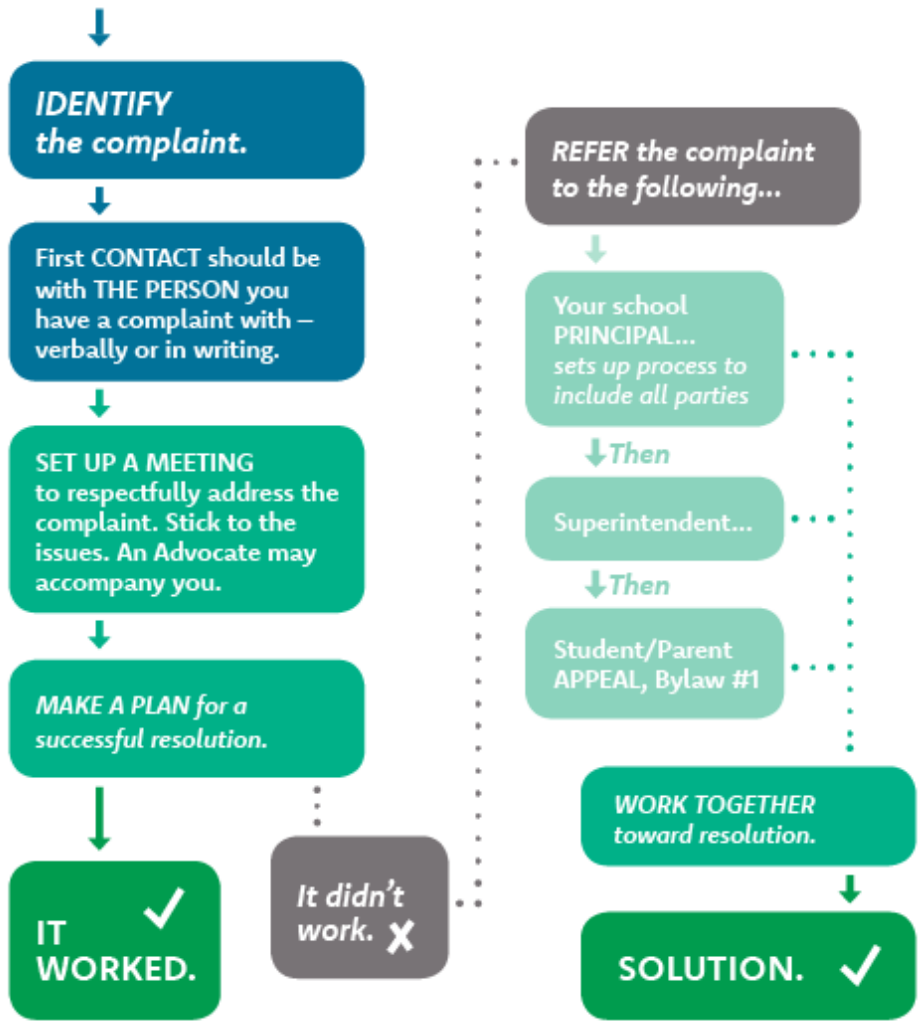 IDENTIFY
the complaint.
First CONTACT should be
with THE PERSON you
have a complaint with –
verbally or in writing.
SET UP A MEETING
to respectfully address the
complaint. Stick to the
issues. An Advocate may
accompany you.
MAKE A PLAN for a
successful resolution.
IT
WORKED.
It didn’t
work.
REFER the complaint
to the following...
Your school
PRINCIPAL...
sets up process to
include all parties
Then
Superintendent...
Then
Student/Parent
APPEAL, Bylaw #1
WORK TOGETHER
toward resolution.
SOLUTION.